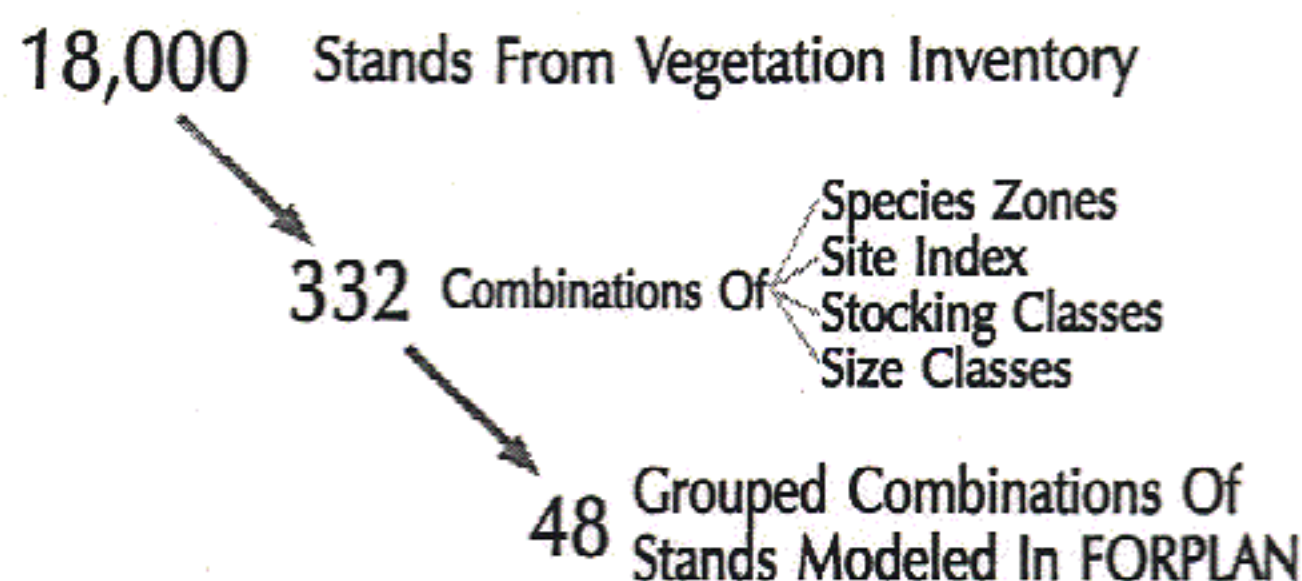 18,000 Stands From Vegetation Inventory
Species Zones
Site Index
332 Combinations Of
Stocking Classes
Size Classes
48 Grouped Combinations Of
Stands Modeled In FORPLAN